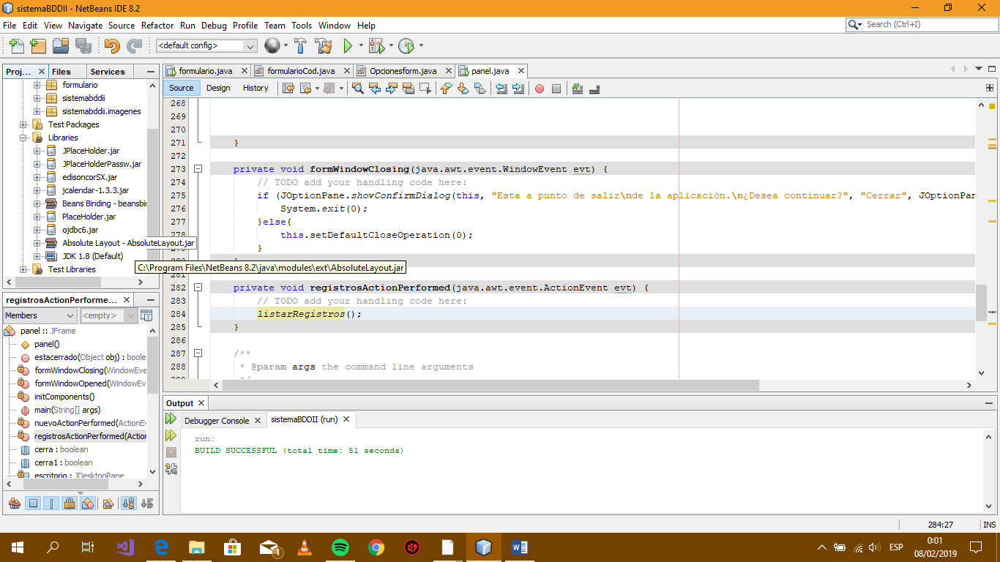 sistemaBDDII - NetBeans IDE 8.2
File Edit View Navigate Source Refactor Run Debug Profile Team Tools Window Help
Search (Ctrl+I)
<default config>
Proj... Files Services
formulario
sistemabddii
sistemabddii.imagenes
Test Packages
Libraries
JPlaceHolder.jar
JPlaceHolderPassw.jar
edisoncorSX.jar
jcalendar-1.3.3.jar
Beans Binding - beansbin
PlaceHolder.jar
ojdbc6.jar
Absolute Layout - AbsoluteLayout.jar
JDK 1.8 (Default)
Test Libraries
C:\Program Files\NetBeans 8.2\java\modules\ext\AbsoluteLayout.jar
formulario.java formularioCod.java Opcionesform.java panel.java
Source Design History
268
269
270
271 }
272
273 private void formWindowClosing(java.awt.event.WindowEvent evt) {
274 // TODO add your handling code here:
275 if (JOptionPane.showConfirmDialog(this, "Esta a punto de salir\nde la aplicación.\n¿Desea continuar?", "Cerrar", JOptionPan
276 System.exit(0);
277 }else{
278 this.setDefaultCloseOperation(0);
}
282 private void registrosActionPerformed(java.awt.event.ActionEvent evt) {
283 // TODO add your handling code here:
284 listarRegistros();
285 }
286
287 /**
288 * @param args the command line arguments
*/
registrosActionPerforme...
Members <empty>
panel :: JFrame
panel()
estacerrado(Object obj) : boole
formWindowClosing(WindowEve
formWindowOpened(WindowEv
initComponents()
main(String[] args)
nuevoActionPerformed(ActionEv
registrosActionPerformed(Action
cerra : boolean
cerra1 : boolean
escritorio : JDesktopPane
Output
Debugger Console sistemaBDDII (run)
run:
BUILD SUCCESSFUL (total time: 51 seconds)
284:27 INS
1
ESP
0:01
08/02/2019